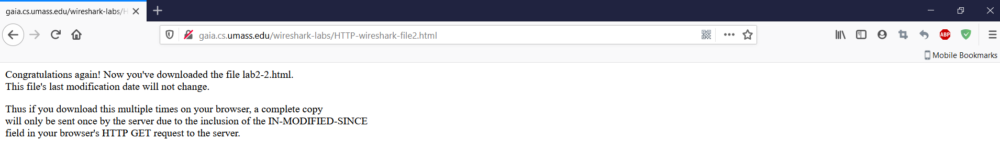 gaia.cs.umass.edu/wireshark-labs/H
gaia.cs.umass.edu/wireshark-labs/HTTP-wireshark-file2.html
ABP
Mobile Bookmarks
Congratulations again! Now you've downloaded the file lab2-2.html.
This file's last modification date will not change.
Thus if you download this multiple times on your browser, a complete copy
will only be sent once by the server due to the inclusion of the IN-MODIFIED-SINCE
field in your browser's HTTP GET request to the server.